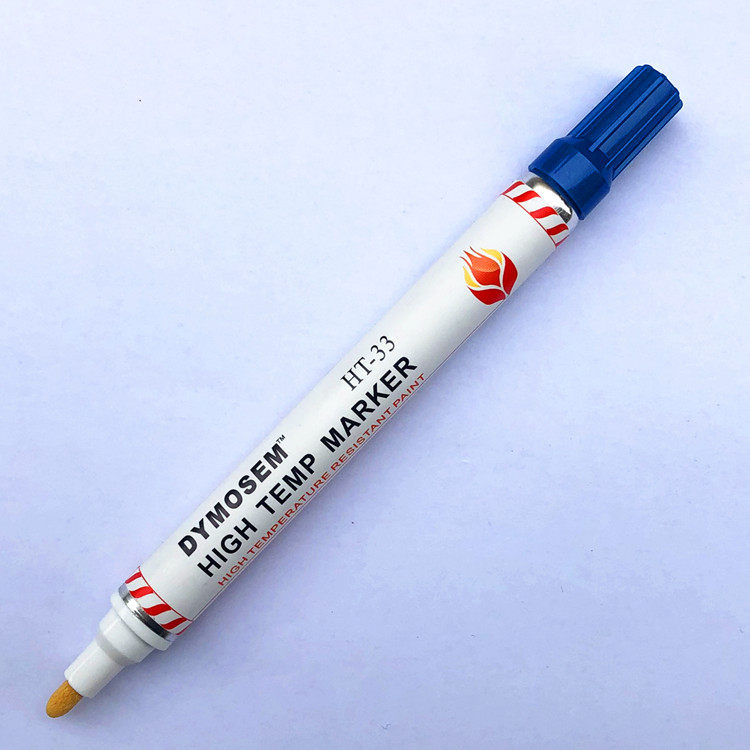 HT-33
DYMOSEM™
HIGH TEMP MARKER
HIGH TEMPERATURE RESISTANT PAINT